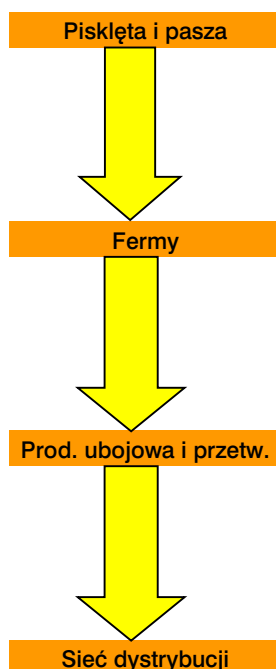 Pisklęta i pasza
Fermy
Prod. ubojowa i przetw.
Sieć dystrybucji